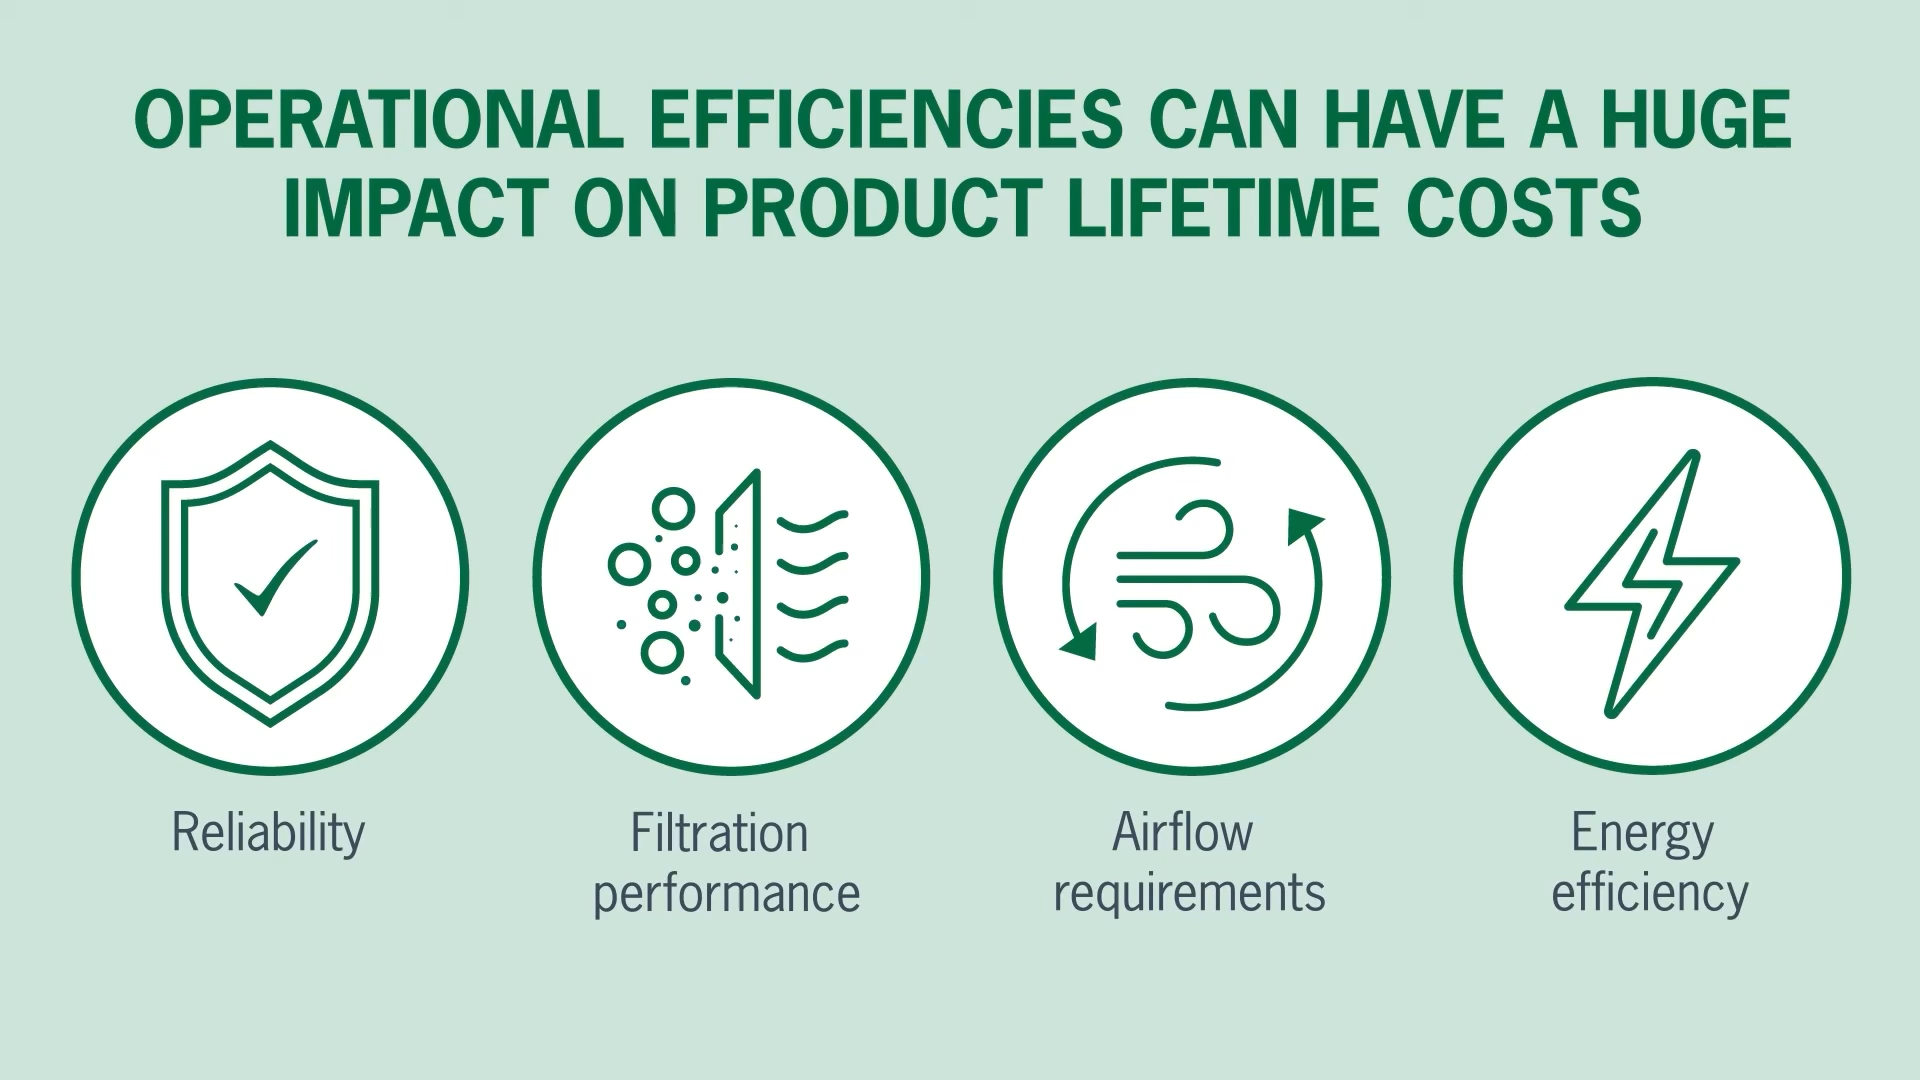 OPERATIONAL EFFICIENCIES CAN HAVE A HUGE
IMPACT ON PRODUCT LIFETIME COSTS
Reliability
Filtration
performance
Airflow
requirements
Energy
efficiency